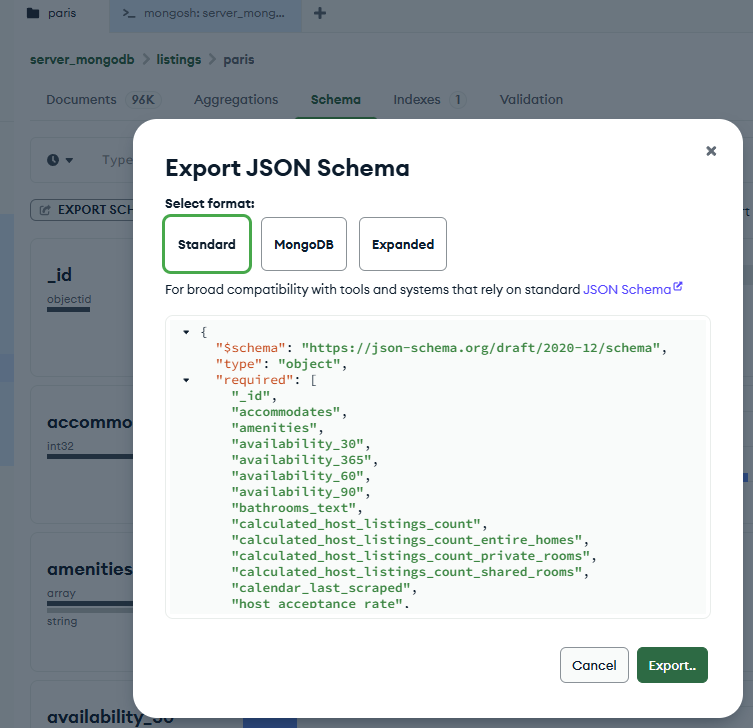 paris
>_ mongosh: server_mong...
server_mongodb > listings > paris
Documents 96K Aggregations Schema Indexes 1 Validation
Type
EXPORT SCH
_id
objectid
accommo
int32
amenities
array
string
availability_30
Export JSON Schema
Select format:
Standard MongoDB Expanded
For broad compatibility with tools and systems that rely on standard JSON Schema
{
"$schema": "https://json-schema.org/draft/2020-12/schema",
"type": "object",
"required": [
"_id",
"accommodates",
"amenities",
"availability_30",
"availability_365",
"availability_60",
"availability_90",
"bathrooms_text",
"calculated_host_listings_count",
"calculated_host_listings_count_entire_homes",
"calculated_host_listings_count_private_rooms",
"calculated_host_listings_count_shared_rooms",
"calendar_last_scraped",
"host_acceptance_rate",
Cancel Export..